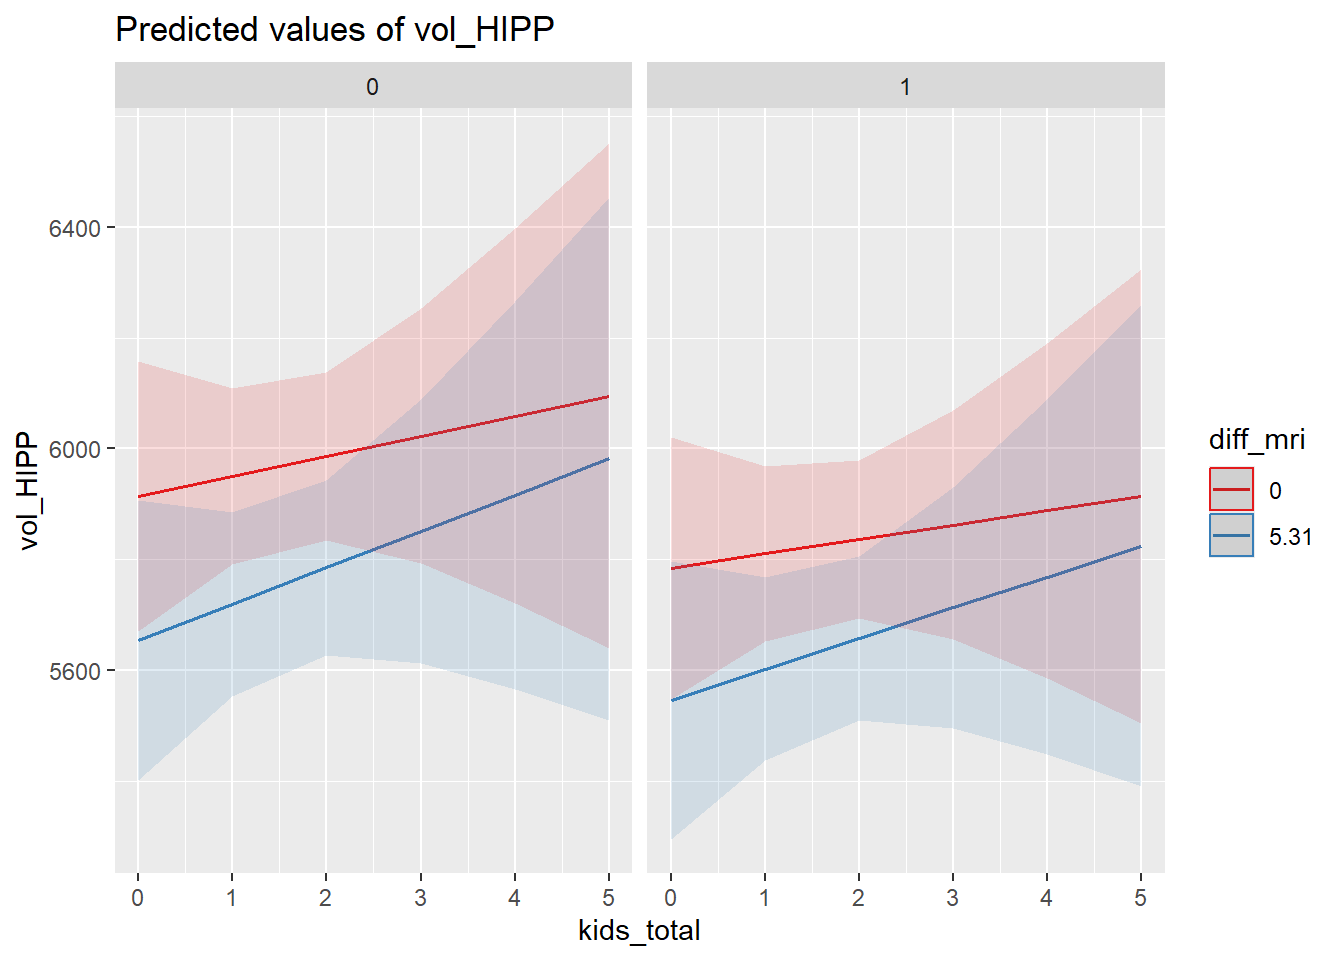 Predicted values of vol_HIPP
0
1
6400
6000
5600
vol_HIPP
0 1 2 3 4 5
0 1 2 3 4 5
kids_total
diff_mri
0
5.31